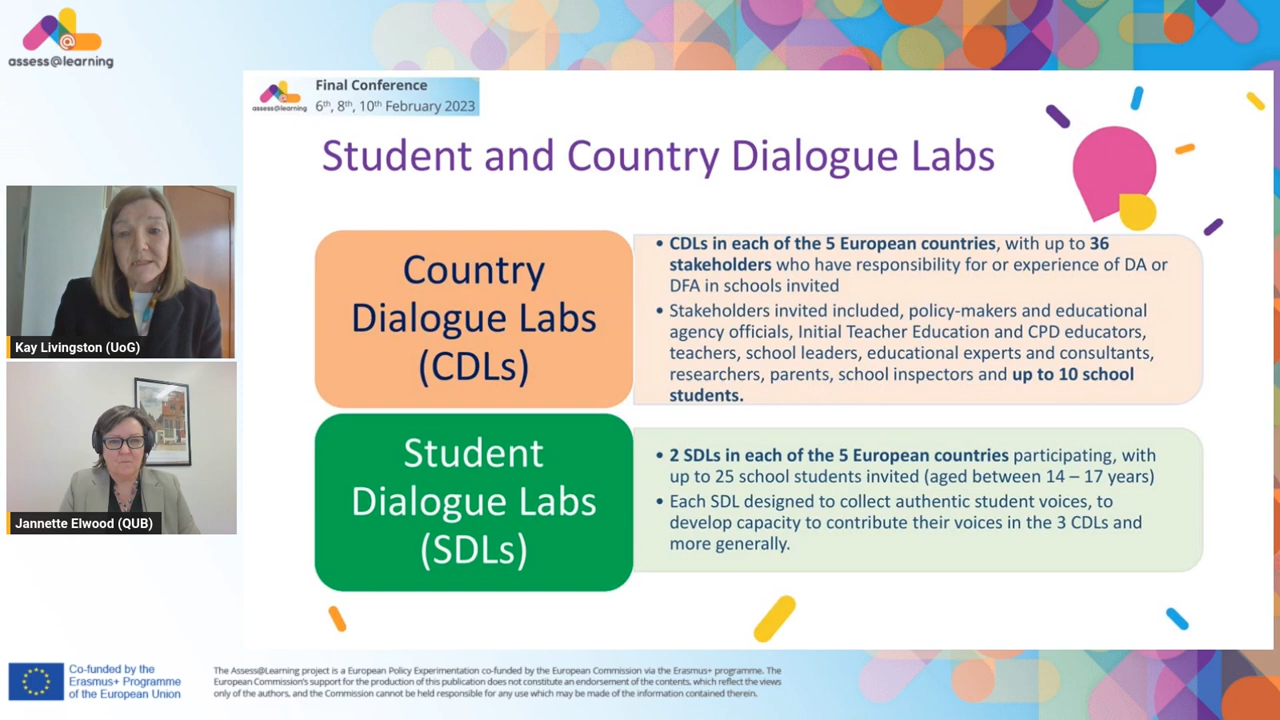 assess@learning
assess@learning
Final Conference
6th, 8th, 10th February 2023
Student and Country Dialogue Labs
Country
Dialogue Labs
(CDLs)
• CDLs in each of the 5 European countries, with up to 36
stakeholders who have responsibility for or experience of DA or
DFA in schools invited
• Stakeholders invited included, policy-makers and educational
agency officials, Initial Teacher Education and CPD educators,
teachers, school leaders, educational experts and consultants,
researchers, parents, school inspectors and up to 10 school
students.
Student
Dialogue Labs
(SDLs)
• 2 SDLs in each of the 5 European countries participating, with
up to 25 school students invited (aged between 14 – 17 years)
• Each SDL designed to collect authentic student voices, to
develop capacity to contribute their voices in the 3 CDLs and
more generally.
Kay Livingston (UoG)
Jannette Elwood (QUB)
Co-funded by the
Erasmus+ Programme
of the European Union
The Assess@Learning project is a European Policy Experimentation co-funded by the European Commission via the Erasmus+ programme. The
European Commission's support for the production of this publication does not constitute an endorsement of the contents, which reflect the views
only of the authors, and the Commission cannot be held responsible for any use which may be made of the information contained therein.